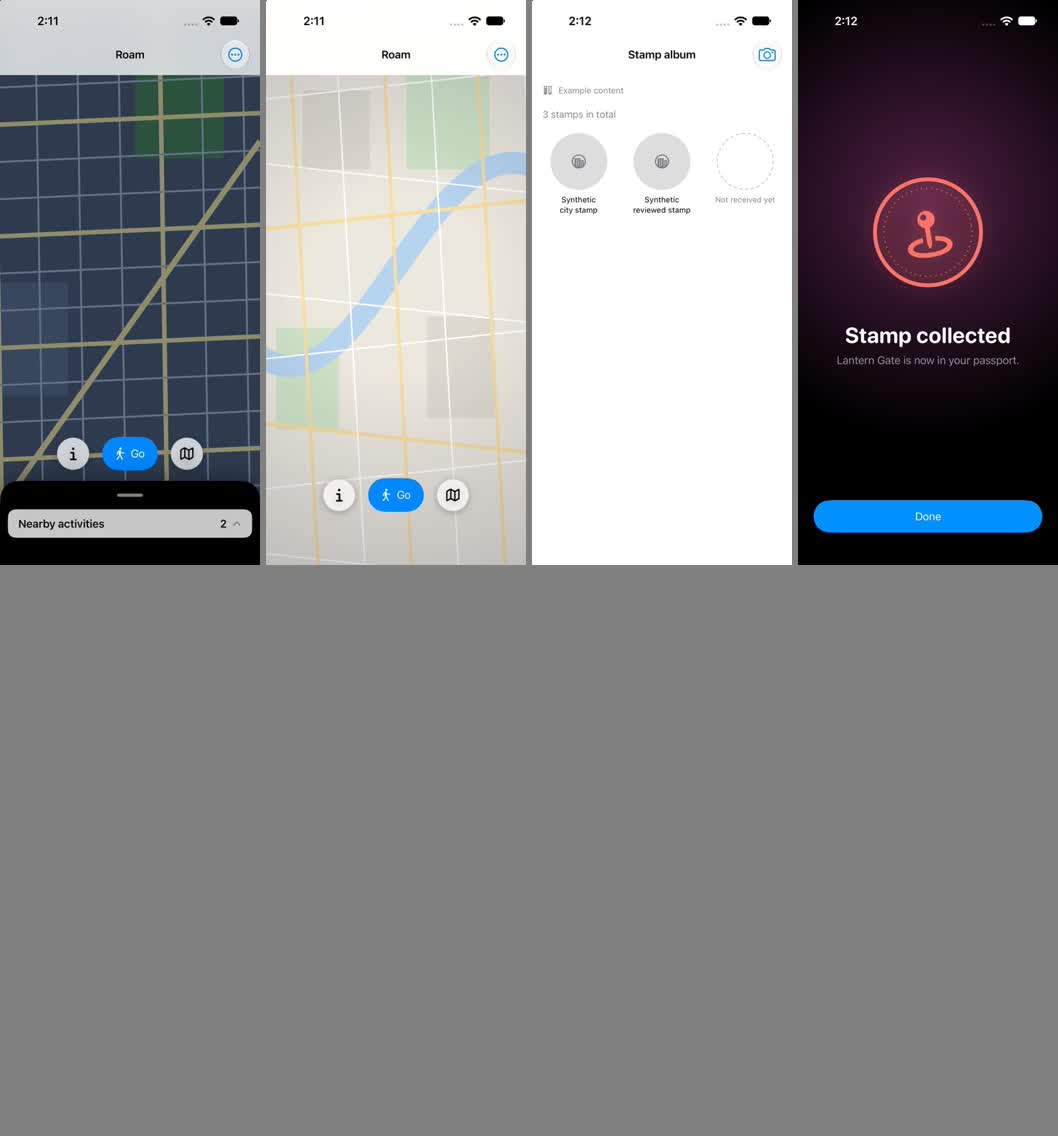 2:11
Roam
i
Go
Nearby activities 2
2:11
Roam
i
Go
2:12
Stamp album
Example content
3 stamps in total
Synthetic
city stamp
Synthetic
reviewed stamp
Not received yet
2:12
Stamp collected
Lantern Gate is now in your passport.
Done